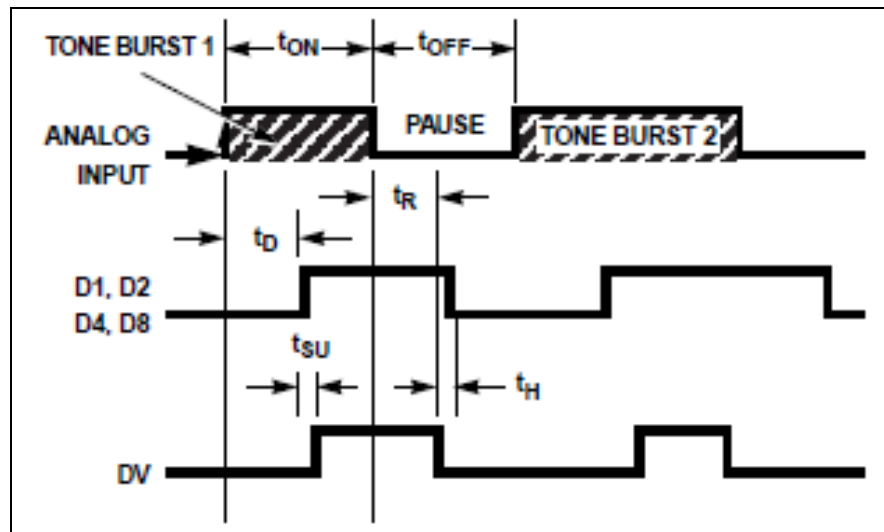 TONE BURST 1
tON
tOFF
ANALOG
INPUT
PAUSE
TONE BURST 2
tR
tD
D1, D2
D4, D8
tSU
tH
DV